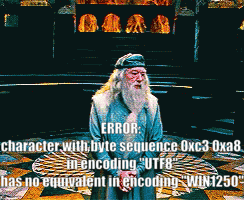 ERROR:
character with byte sequence 0xc3 0xa8
in encoding "UTF8"
has no equivalent in encoding "WIN1250"